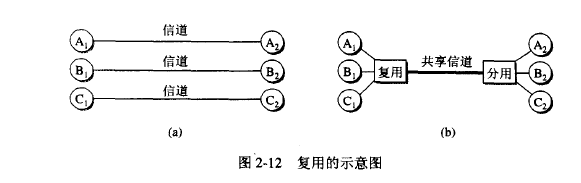 A₁ 信道 A₂
B₁ 信道 B₂
C₁ 信道 C₂
(a)
A₁ A₂
B₁ 复用 共享信道 分用 B₂
C₁ C₂
(b)
图 2-12 复用的示意图